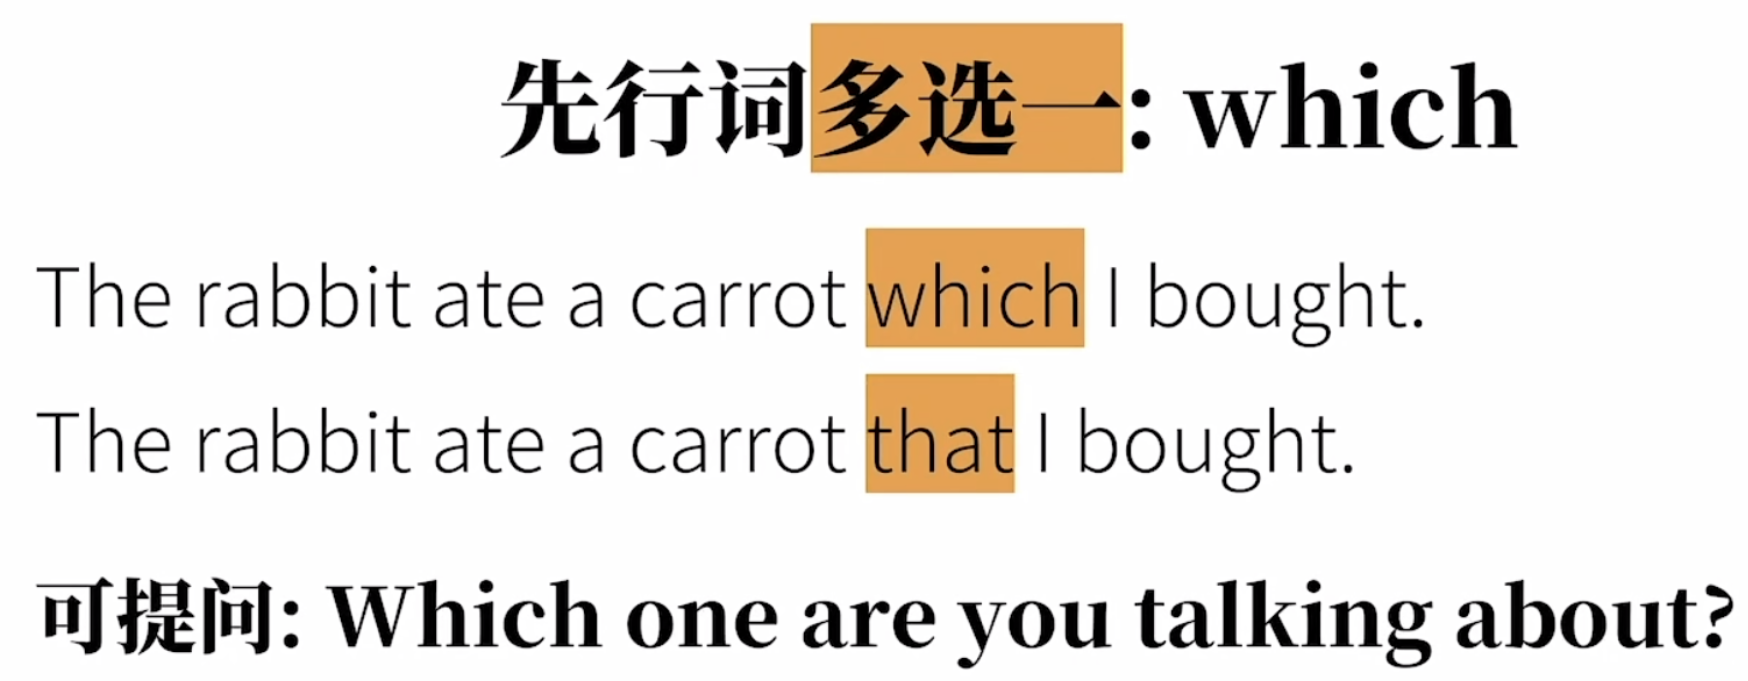 先行词多选一: which
The rabbit ate a carrot which I bought.
The rabbit ate a carrot that I bought.
可提问: Which one are you talking about?